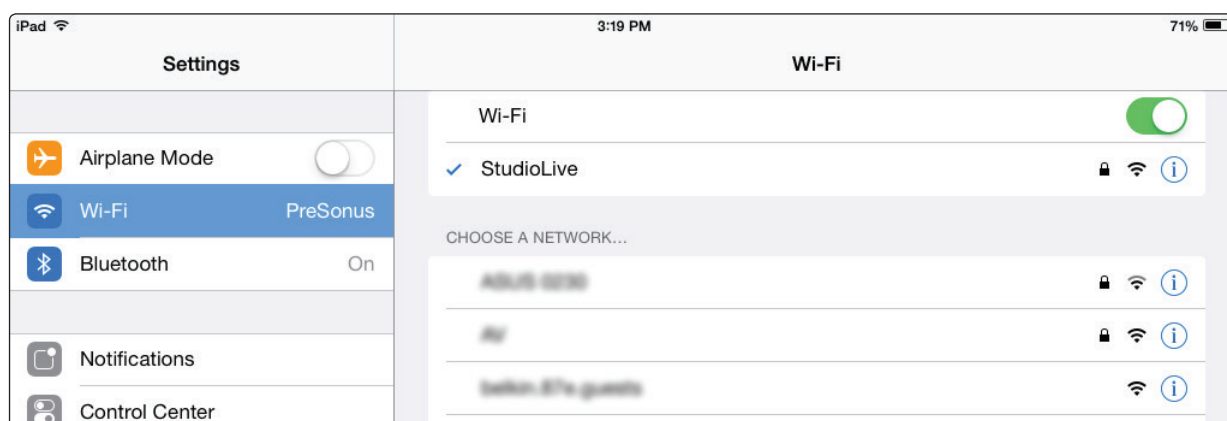 iPad 3:19 PM 71%
Settings
Wi-Fi
Airplane Mode
Wi-Fi PreSonus
Bluetooth On
Notifications
Control Center
Wi-Fi
StudioLive
CHOOSE A NETWORK...